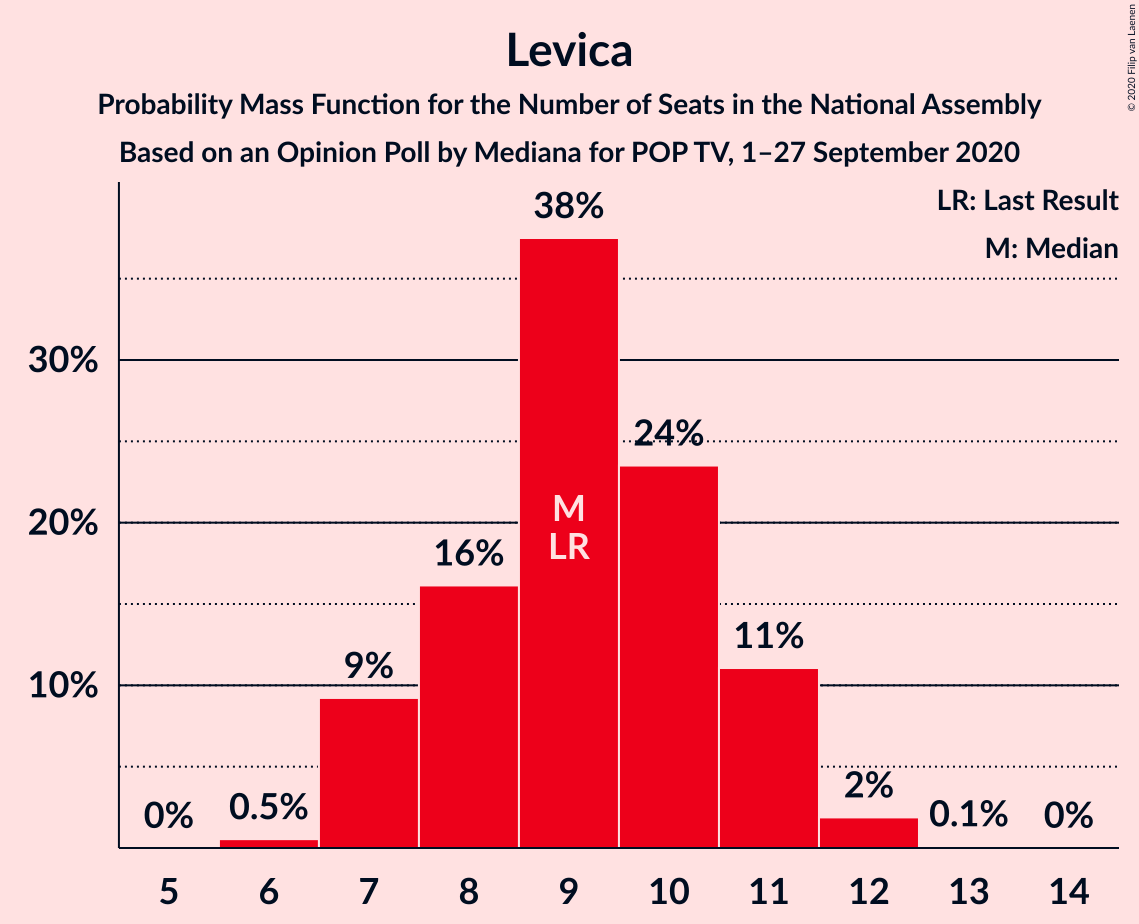 Levica
Probability Mass Function for the Number of Seats in the National Assembly
Based on an Opinion Poll by Mediana for POP TV, 1–27 September 2020
© 2020 Filip van Laenen
LR: Last Result
M: Median
38%
30%
24%
M
LR
20%
16%
11%
9%
10%
2%
0%
0.5%
0.1%
0%
5 6 7 8 9 10 11 12 13 14